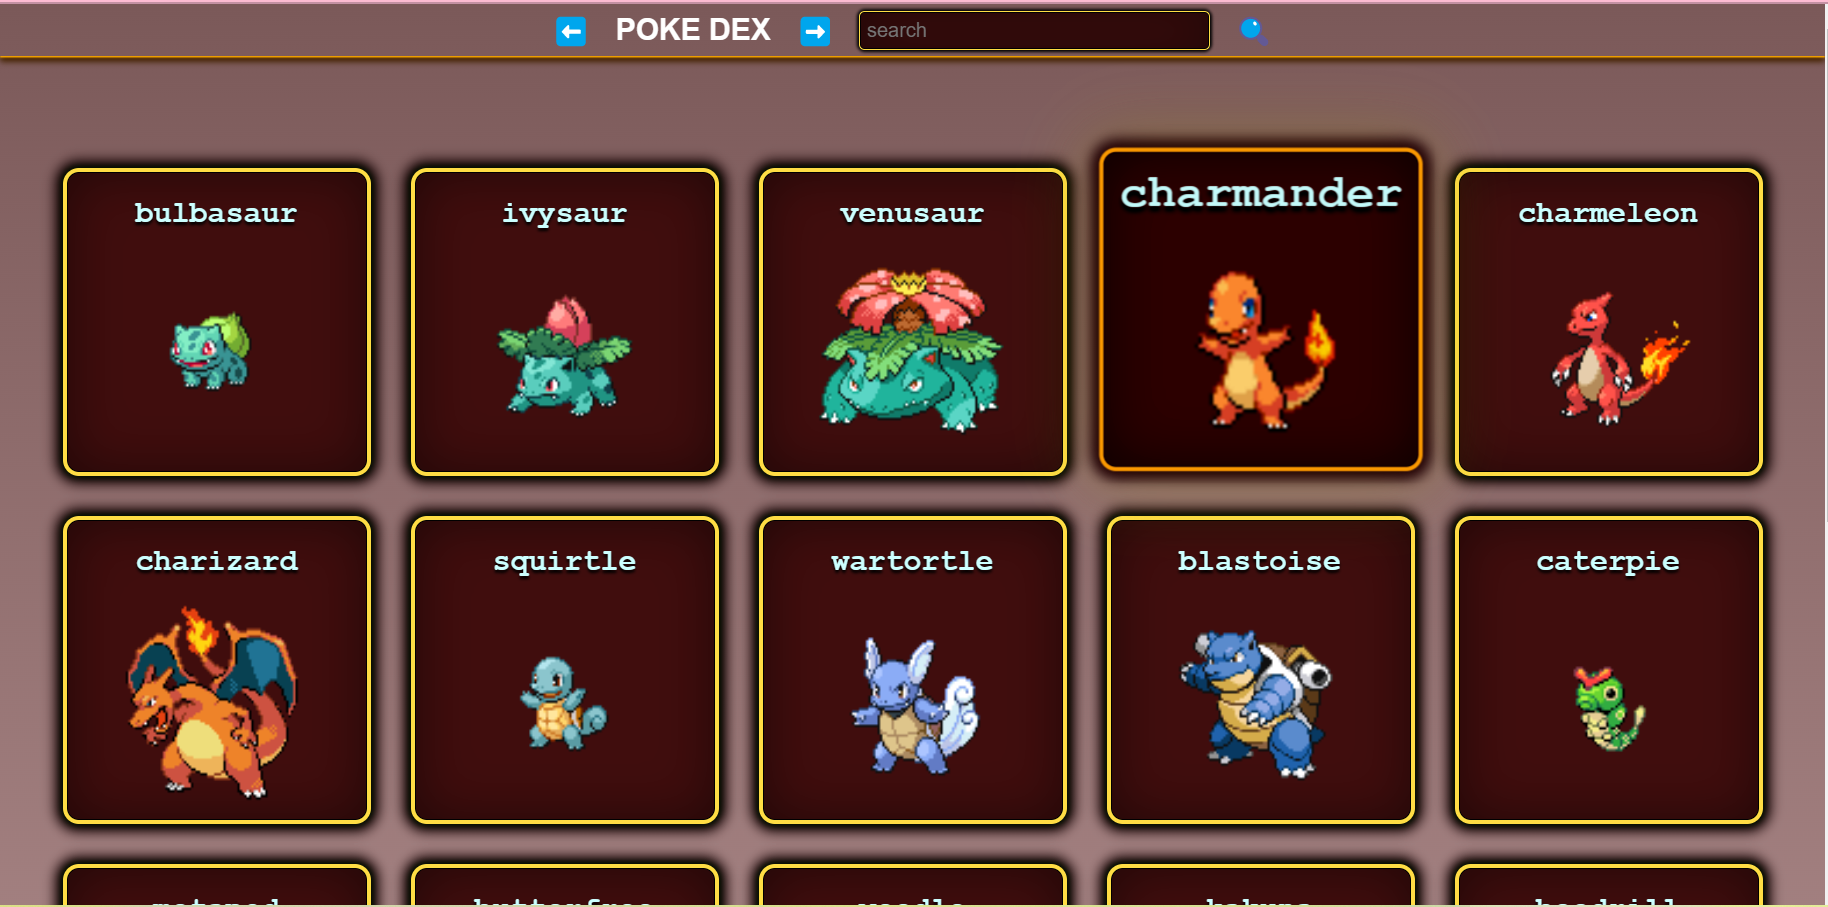 POKE DEX search
bulbasaur ivysaur venusaur charmander charmeleon
charizard squirtle wartortle blastoise caterpie